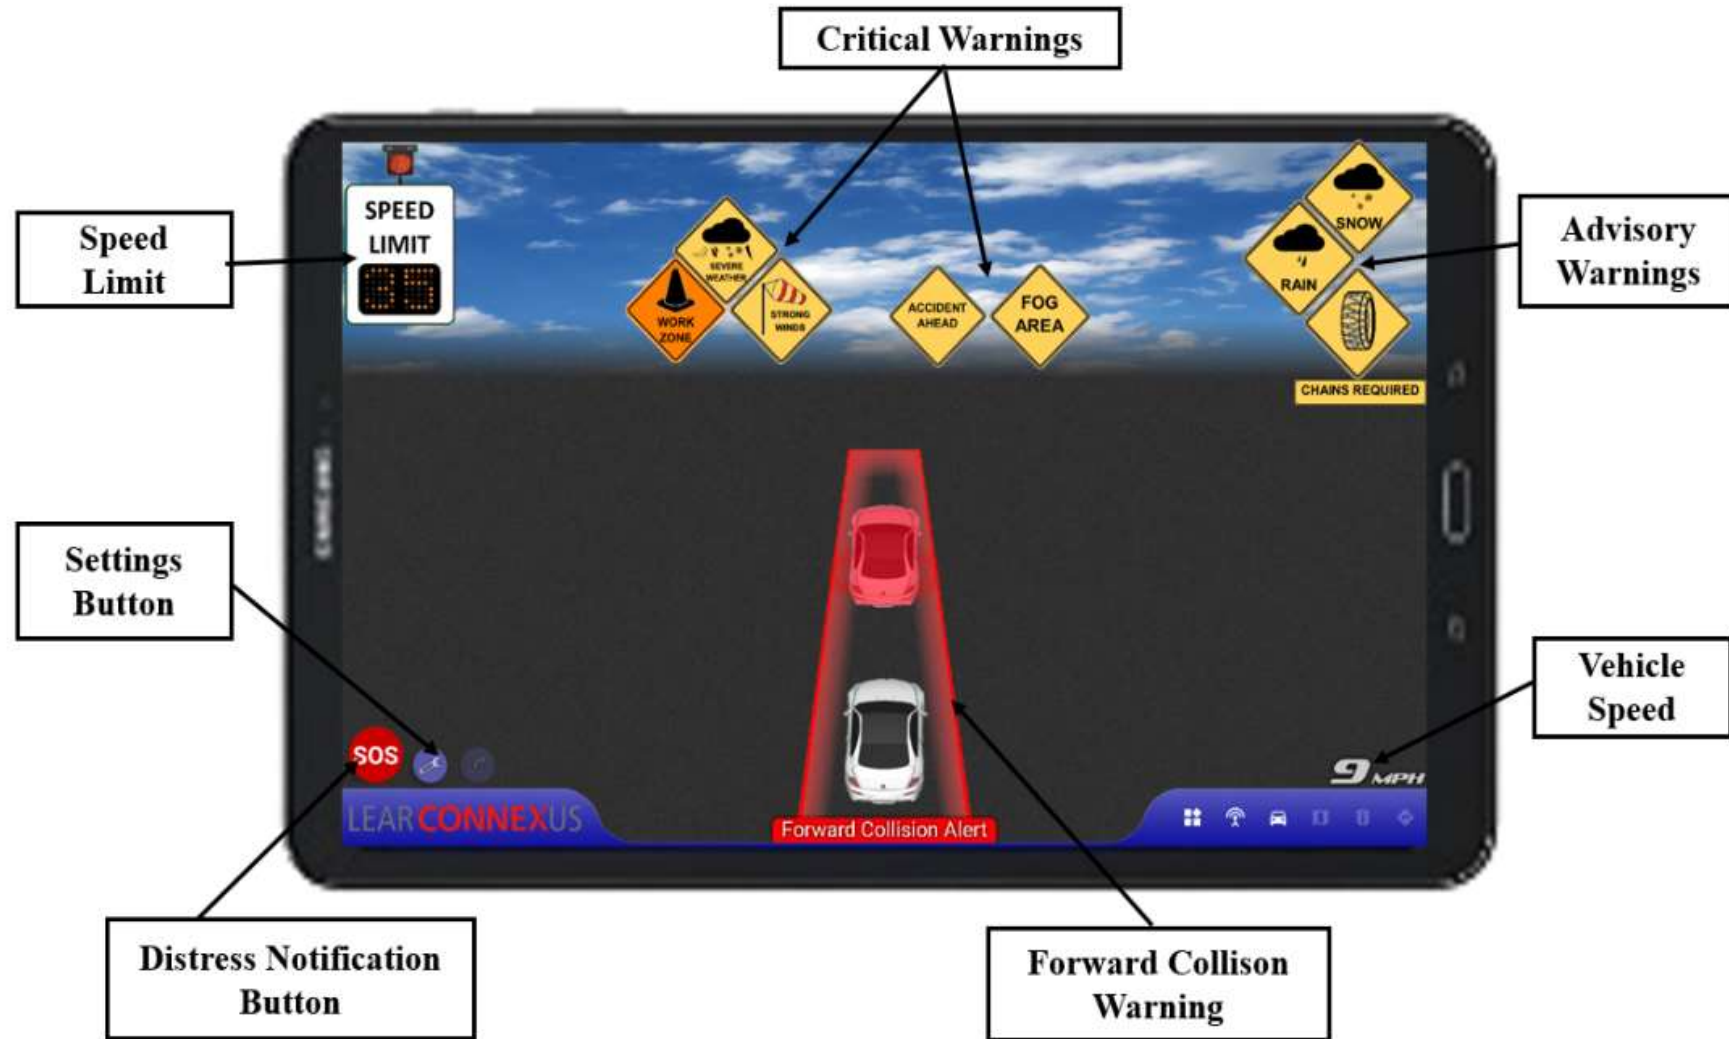 Critical Warnings
SPEED
LIMIT
35
Speed
Limit
SEVERE
WEATHER
WORK
ZONE
STRONG
WINDS
ACCIDENT
AHEAD
FOG
AREA
SNOW
RAIN
CHAINS REQUIRED
Advisory
Warnings
SAMSUNG
Settings
Button
Vehicle
Speed
SOS
9 MPH
LEAR CONNEXUS
Forward Collision Alert
Distress Notification
Button
Forward Collison
Warning